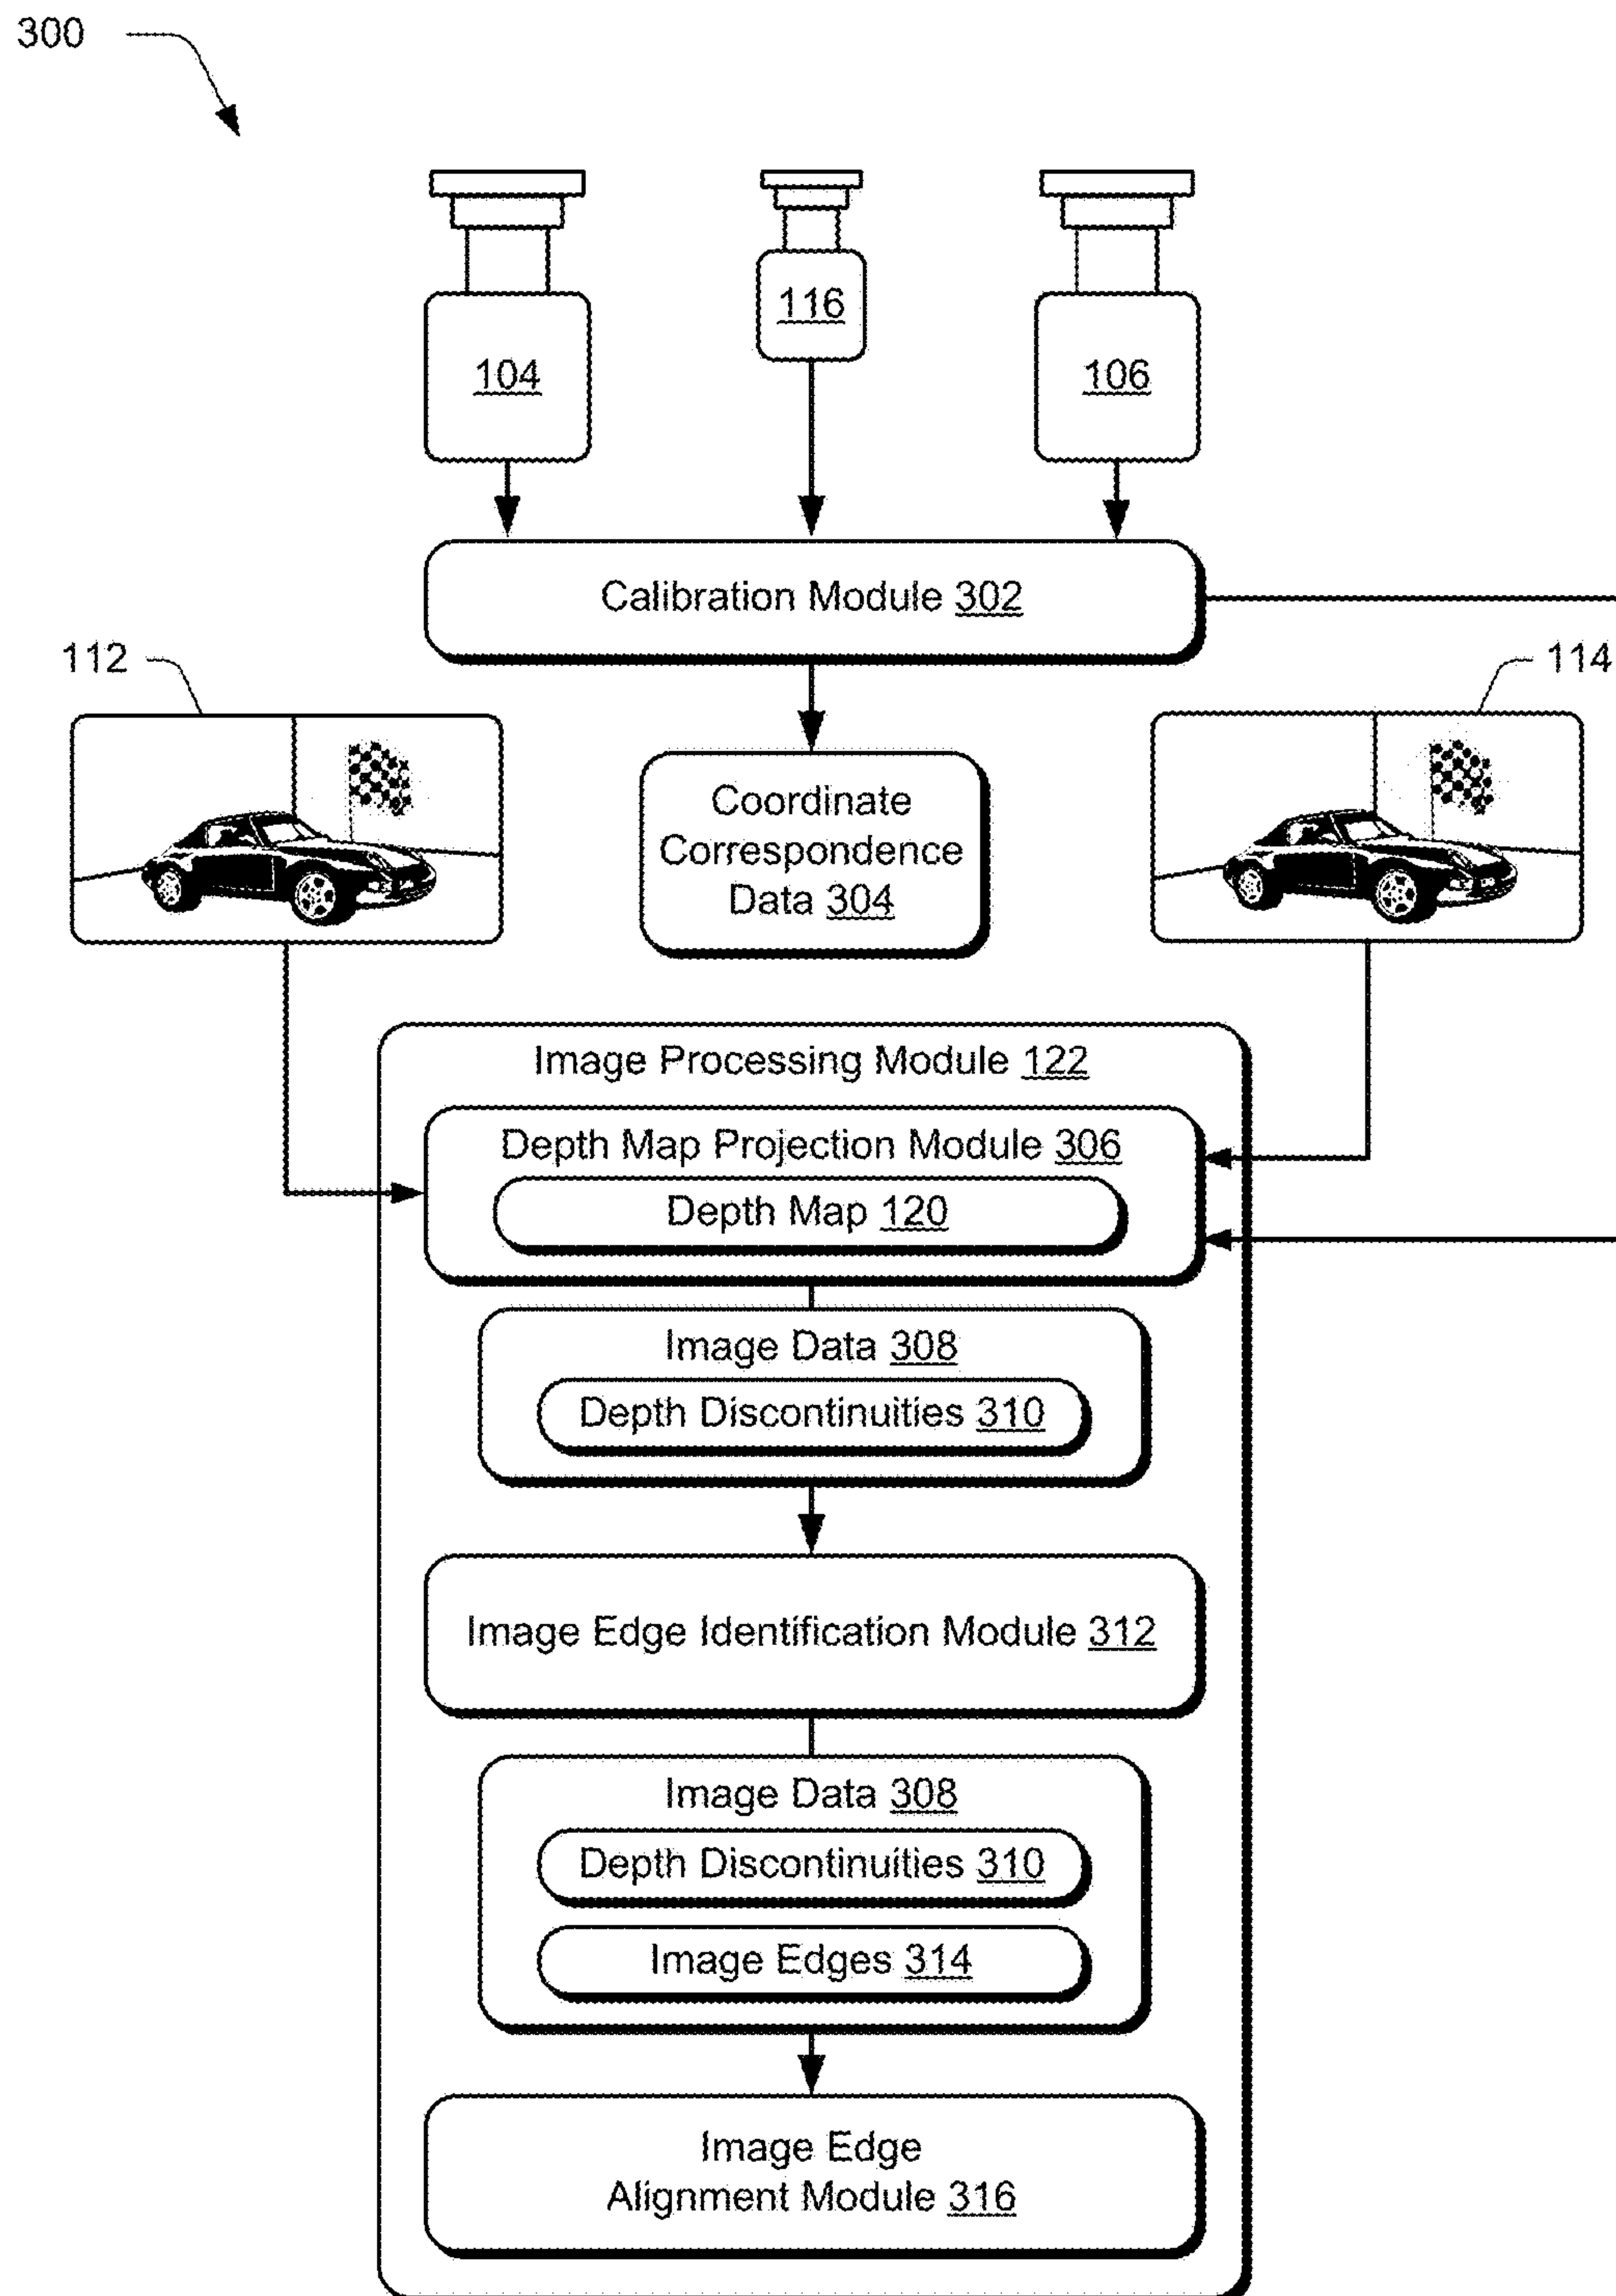 300
104
116
106
Calibration Module 302
112
114
Coordinate
Correspondence
Data 304
Image Processing Module 122
Depth Map Projection Module 306
Depth Map 120
Image Data 308
Depth Discontinuities 310
Image Edge Identification Module 312
Image Data 308
Depth Discontinuities 310
Image Edges 314
Image Edge
Alignment Module 316